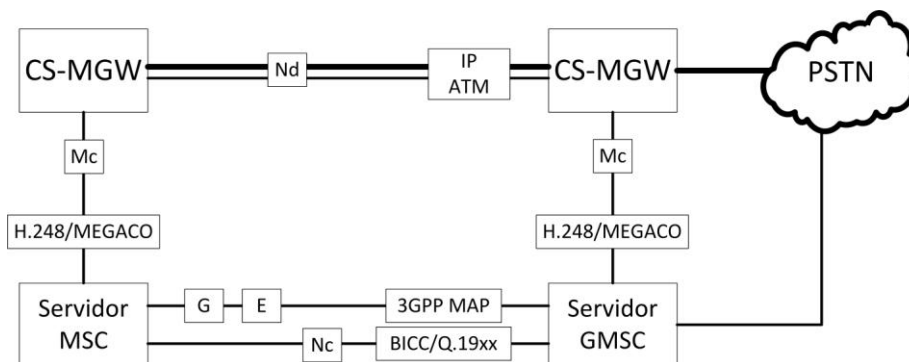 CS-MGW
Nd
IP
ATM
CS-MGW
PSTN
Mc
Mc
H.248/MEGACO
H.248/MEGACO
Servidor
MSC
G
E
3GPP MAP
Nc
BICC/Q.19xx
Servidor
GMSC